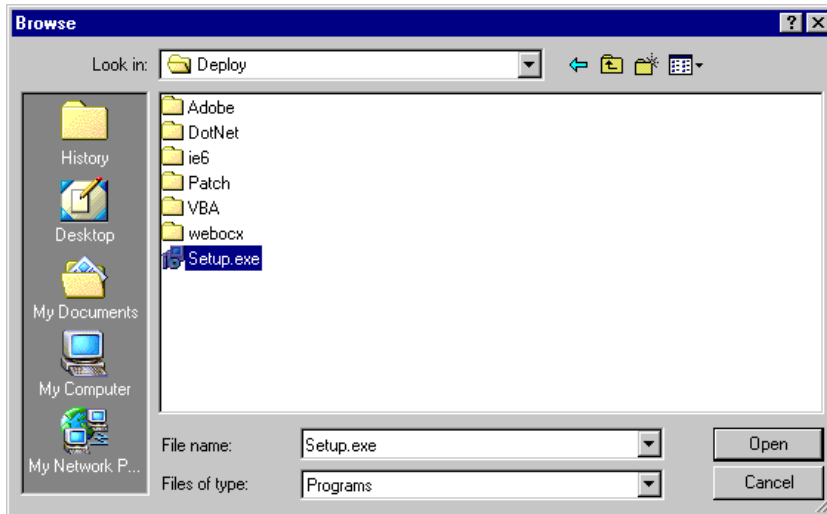 Browse
Look in: Deploy
History
Desktop
My Documents
My Computer
My Network P...
Adobe
DotNet
ie6
Patch
VBA
webocx
Setup.exe
File name: Setup.exe Open
Files of type: Programs Cancel